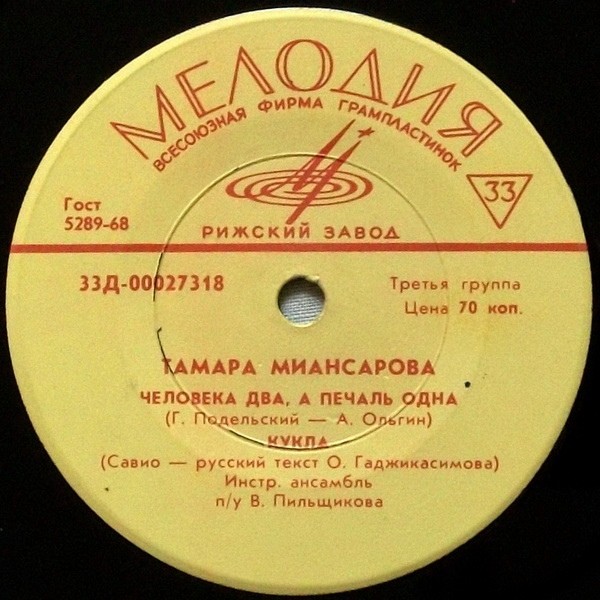 МЕЛОДИЯ
ВСЕСОЮЗНАЯ ФИРМА ГРАМПЛАСТИНОК
33
Гост
5289-68
РИЖСКИЙ ЗАВОД
33Д-00027318
Третья группа
Цена 70 коп.
ТАМАРА МИАНСАРОВА
ЧЕЛОВЕКА ДВА, А ПЕЧАЛЬ ОДНА
(Г. Подельский — А. Ольгин)
КУКЛА
(Савио — русский текст О. Гаджикасимова)
Инстр. ансамбль
п/у В. Пильщикова